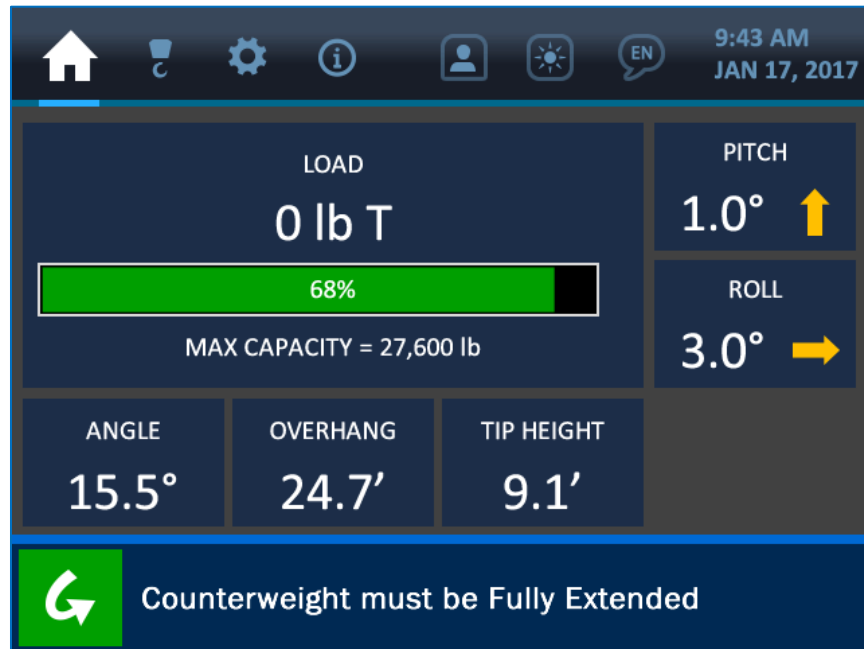 EN
9:43 AM
JAN 17, 2017
LOAD
0 lb T
68%
MAX CAPACITY = 27,600 lb
PITCH
1.0°
ROLL
3.0°
ANGLE
15.5°
OVERHANG
24.7′
TIP HEIGHT
9.1′
Counterweight must be Fully Extended